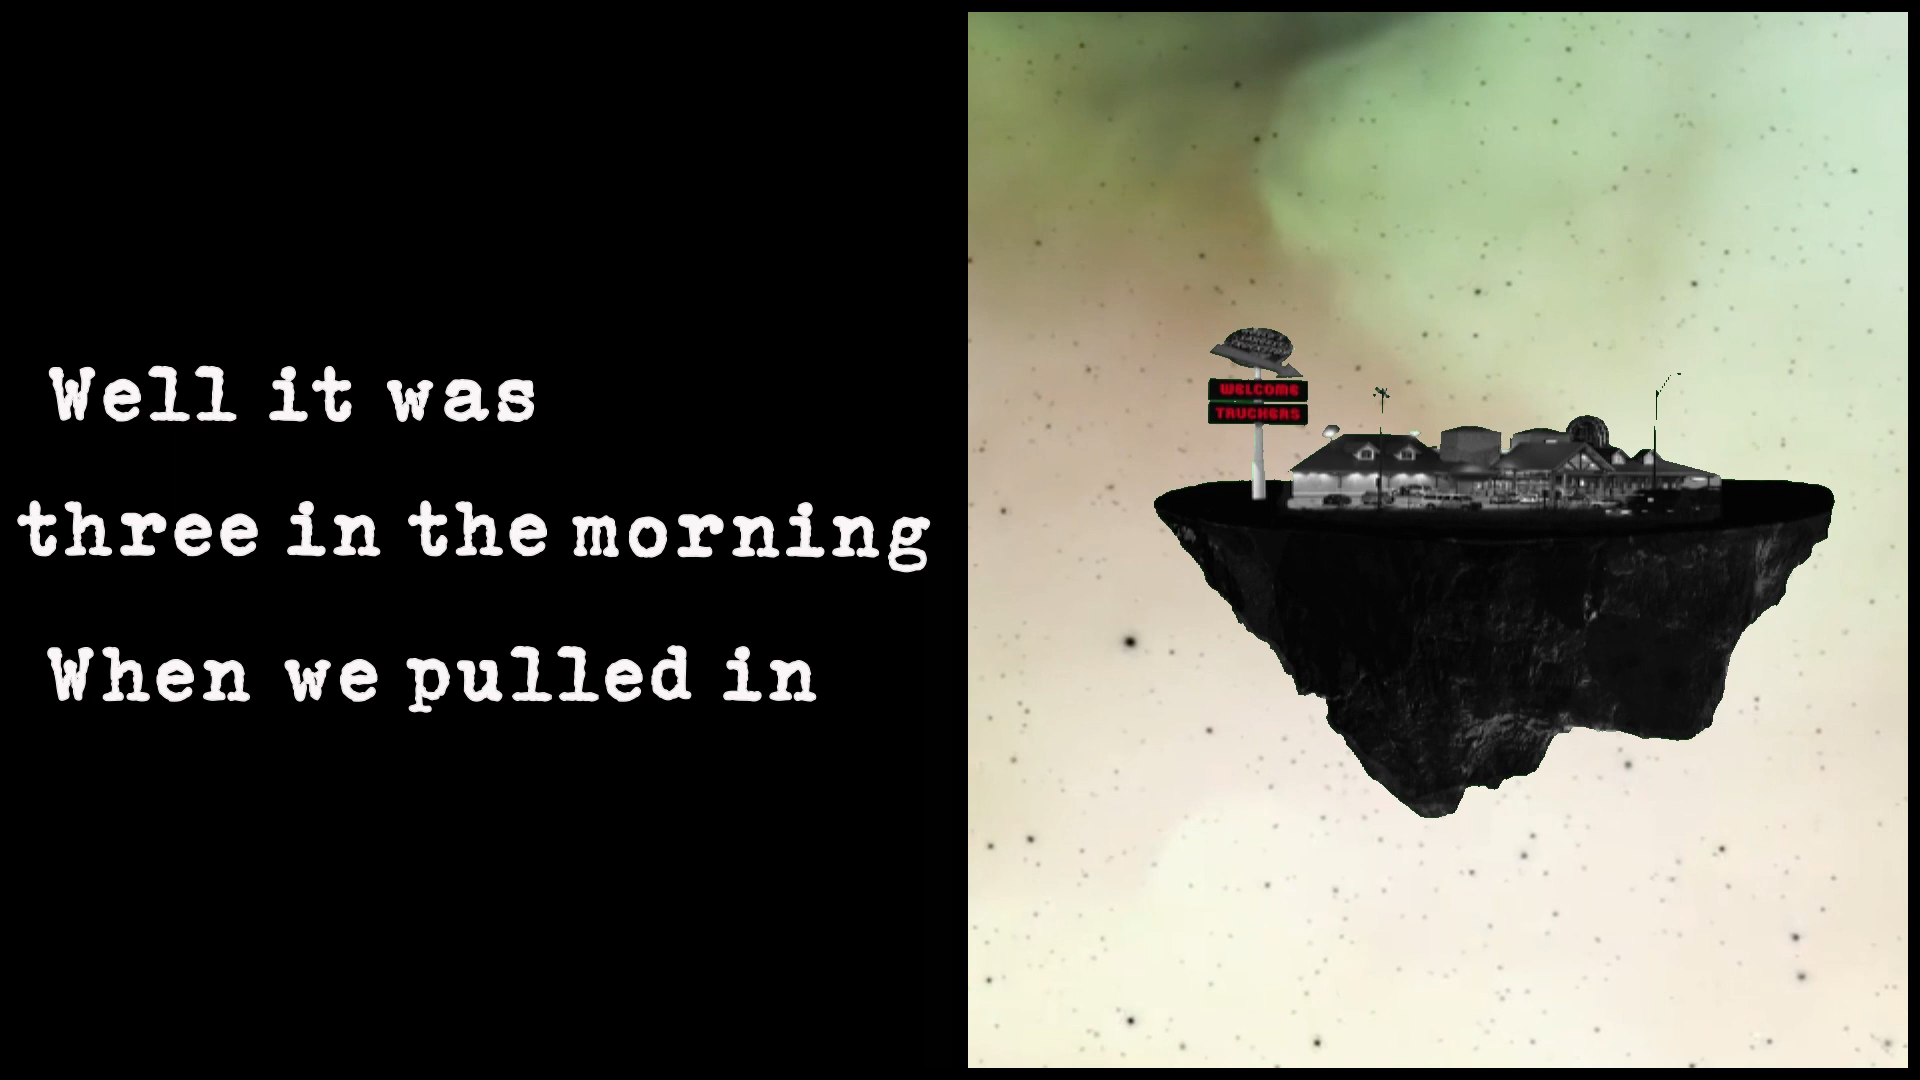 Well it was
three in the morning
When we pulled in
WELCOME
TRUCKERS